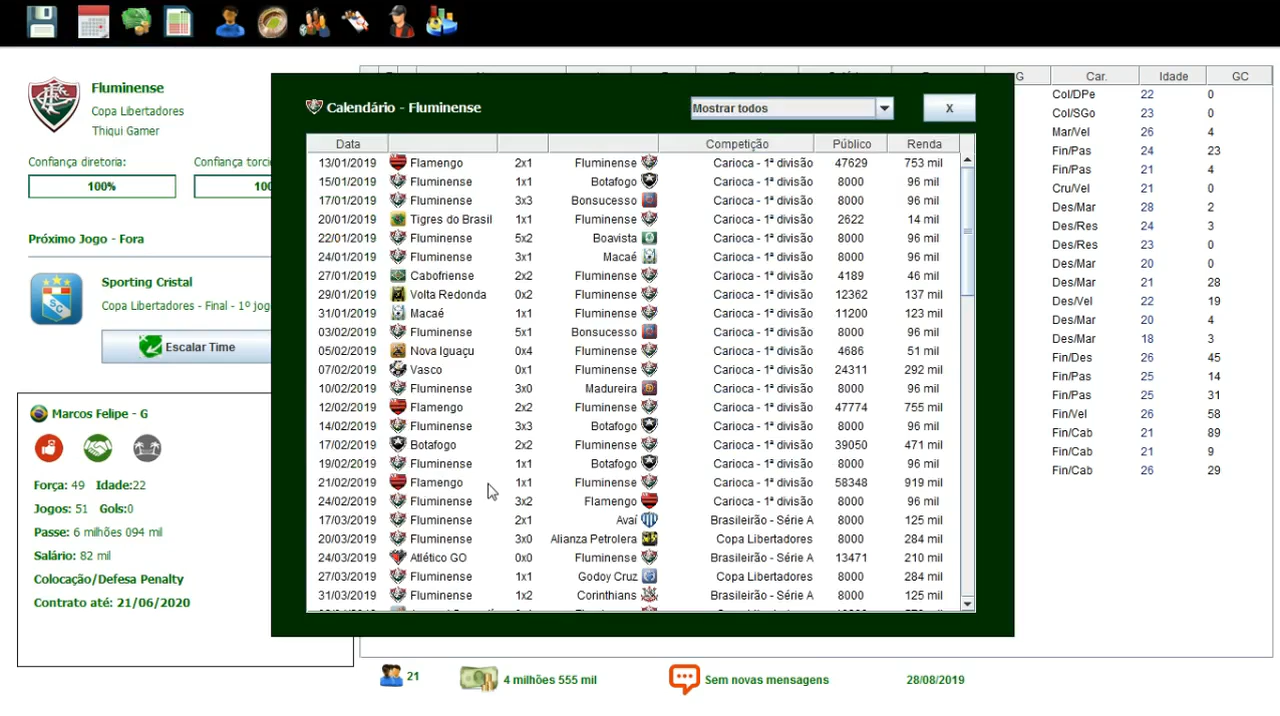 Fluminense
Copa Libertadores
Thiqui Gamer
Confiança diretoria:
Confiança torci
100%
100
Próximo Jogo - Fora
Sporting Cristal
Copa Libertadores - Final - 1º jog
Escalar Time
Marcos Felipe - G
Força: 49 Idade:22
Jogos: 51 Gols:0
Passe: 6 milhões 094 mil
Salário: 82 mil
Colocação/Defesa Penalty
Contrato até: 21/06/2020
Calendário - Fluminense
Mostrar todos
X
Data Competição Público Renda
13/01/2019 Flamengo 2x1 Fluminense Carioca - 1ª divisão 47629 753 mil
15/01/2019 Fluminense 1x1 Botafogo Carioca - 1ª divisão 8000 96 mil
17/01/2019 Fluminense 3x3 Bonsucesso Carioca - 1ª divisão 8000 96 mil
20/01/2019 Tigres do Brasil 1x1 Fluminense Carioca - 1ª divisão 2622 14 mil
22/01/2019 Fluminense 5x2 Boavista Carioca - 1ª divisão 8000 96 mil
24/01/2019 Fluminense 3x1 Macaé Carioca - 1ª divisão 8000 96 mil
27/01/2019 Cabofriense 2x2 Fluminense Carioca - 1ª divisão 4189 46 mil
29/01/2019 Volta Redonda 0x2 Fluminense Carioca - 1ª divisão 12362 137 mil
31/01/2019 Macaé 1x1 Fluminense Carioca - 1ª divisão 11200 123 mil
03/02/2019 Fluminense 5x1 Bonsucesso Carioca - 1ª divisão 8000 96 mil
05/02/2019 Nova Iguaçu 0x4 Fluminense Carioca - 1ª divisão 4686 51 mil
07/02/2019 Vasco 0x1 Fluminense Carioca - 1ª divisão 24311 292 mil
10/02/2019 Fluminense 3x0 Madureira Carioca - 1ª divisão 8000 96 mil
12/02/2019 Flamengo 2x2 Fluminense Carioca - 1ª divisão 47774 755 mil
14/02/2019 Fluminense 3x3 Botafogo Carioca - 1ª divisão 8000 96 mil
17/02/2019 Botafogo 2x2 Fluminense Carioca - 1ª divisão 39050 471 mil
19/02/2019 Fluminense 1x1 Botafogo Carioca - 1ª divisão 8000 96 mil
21/02/2019 Flamengo 1x1 Fluminense Carioca - 1ª divisão 58348 919 mil
24/02/2019 Fluminense 3x2 Flamengo Carioca - 1ª divisão 8000 96 mil
17/03/2019 Fluminense 2x1 Avaí Brasileirão - Série A 8000 125 mil
20/03/2019 Fluminense 3x0 Alianza Petrolera Copa Libertadores 8000 284 mil
24/03/2019 Atlético GO 0x0 Fluminense Brasileirão - Série A 13471 210 mil
27/03/2019 Fluminense 1x1 Godoy Cruz Copa Libertadores 8000 284 mil
31/03/2019 Fluminense 1x2 Corinthians Brasileirão - Série A 8000 125 mil
G Car. Idade GC
Col/DPe 22 0
Col/SGo 23 0
Mar/Vel 26 4
Fin/Pas 24 23
Fin/Pas 21 4
Cru/Vel 21 0
Des/Mar 28 2
Des/Res 24 3
Des/Res 23 0
Des/Mar 20 0
Des/Mar 21 28
Des/Vel 22 19
Des/Mar 20 4
Des/Mar 18 3
Fin/Des 26 45
Fin/Pas 25 14
Fin/Pas 25 31
Fin/Vel 26 58
Fin/Cab 21 89
Fin/Cab 21 9
Fin/Cab 26 29
21
4 milhões 555 mil
Sem novas mensagens
28/08/2019